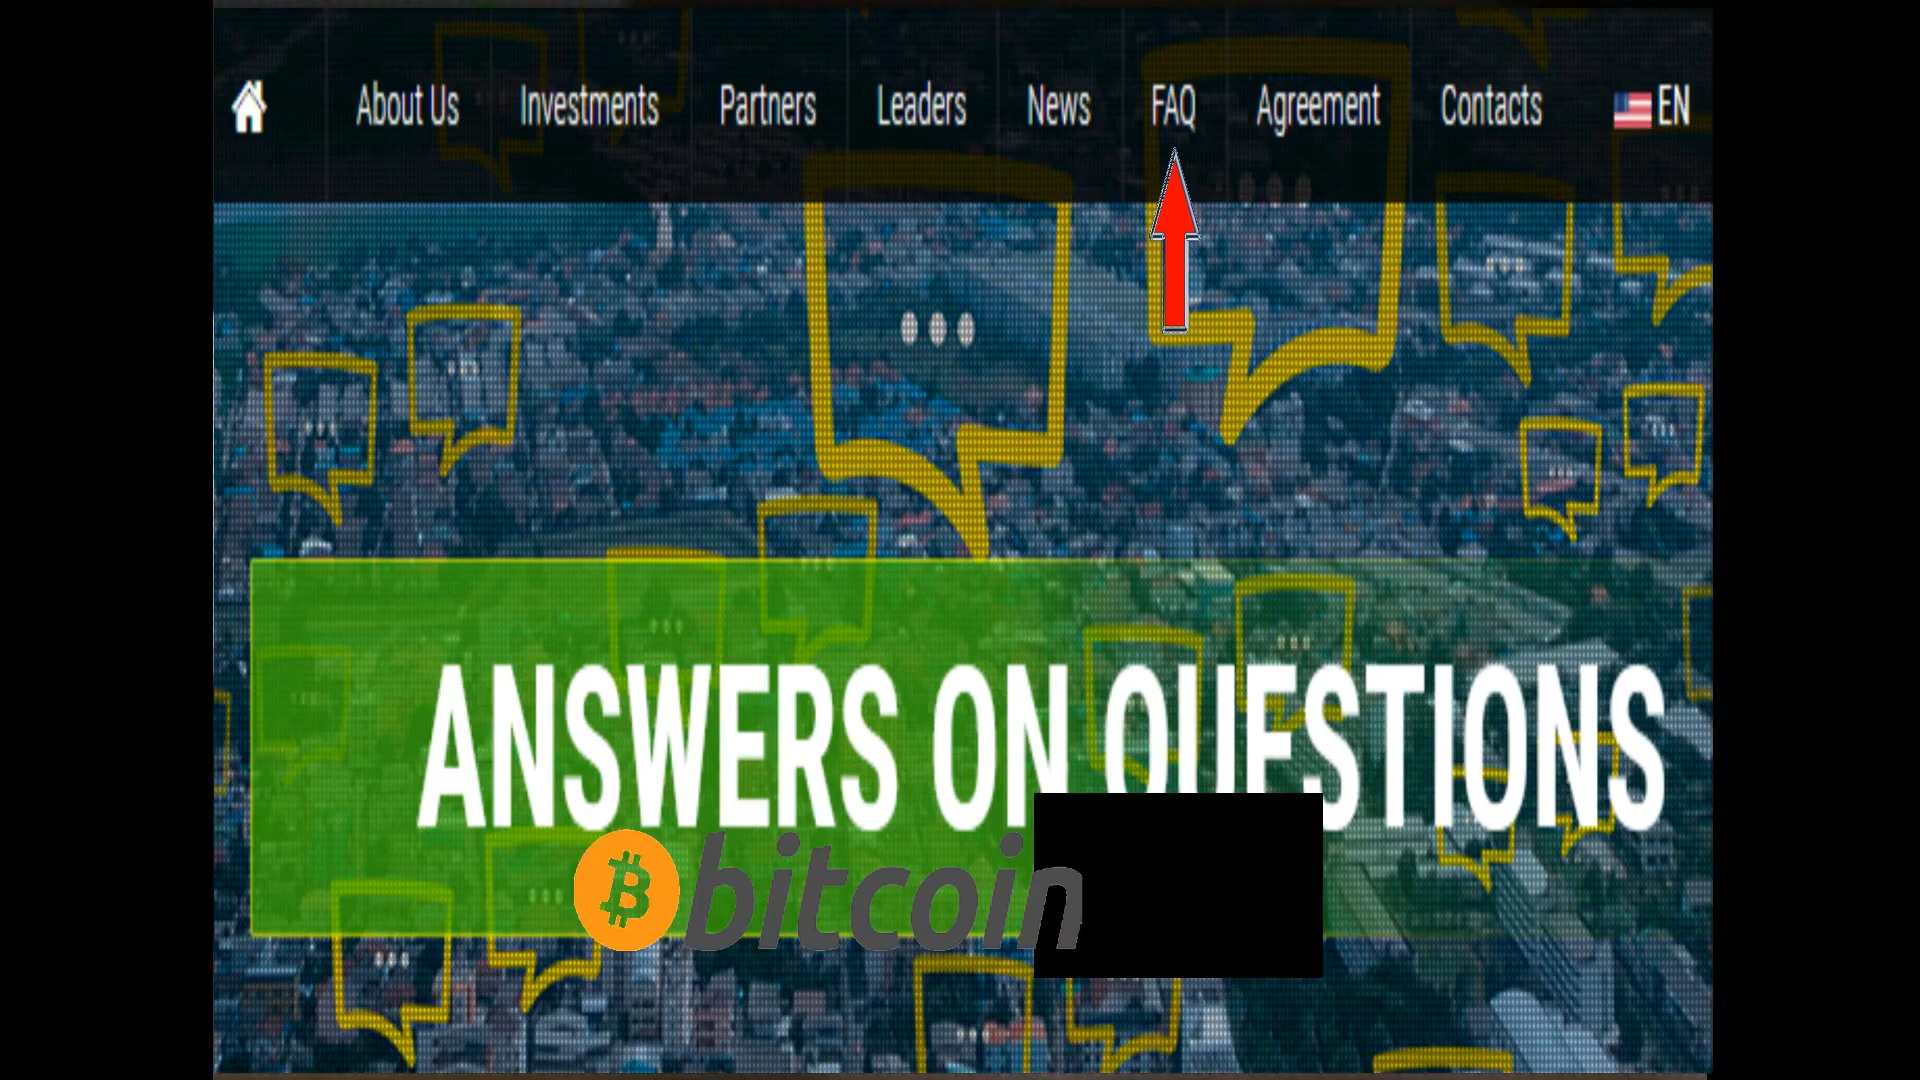 About Us Investments Partners Leaders News FAQ Agreement Contacts EN
ANSWERS ON QUESTIONS
bitcoin